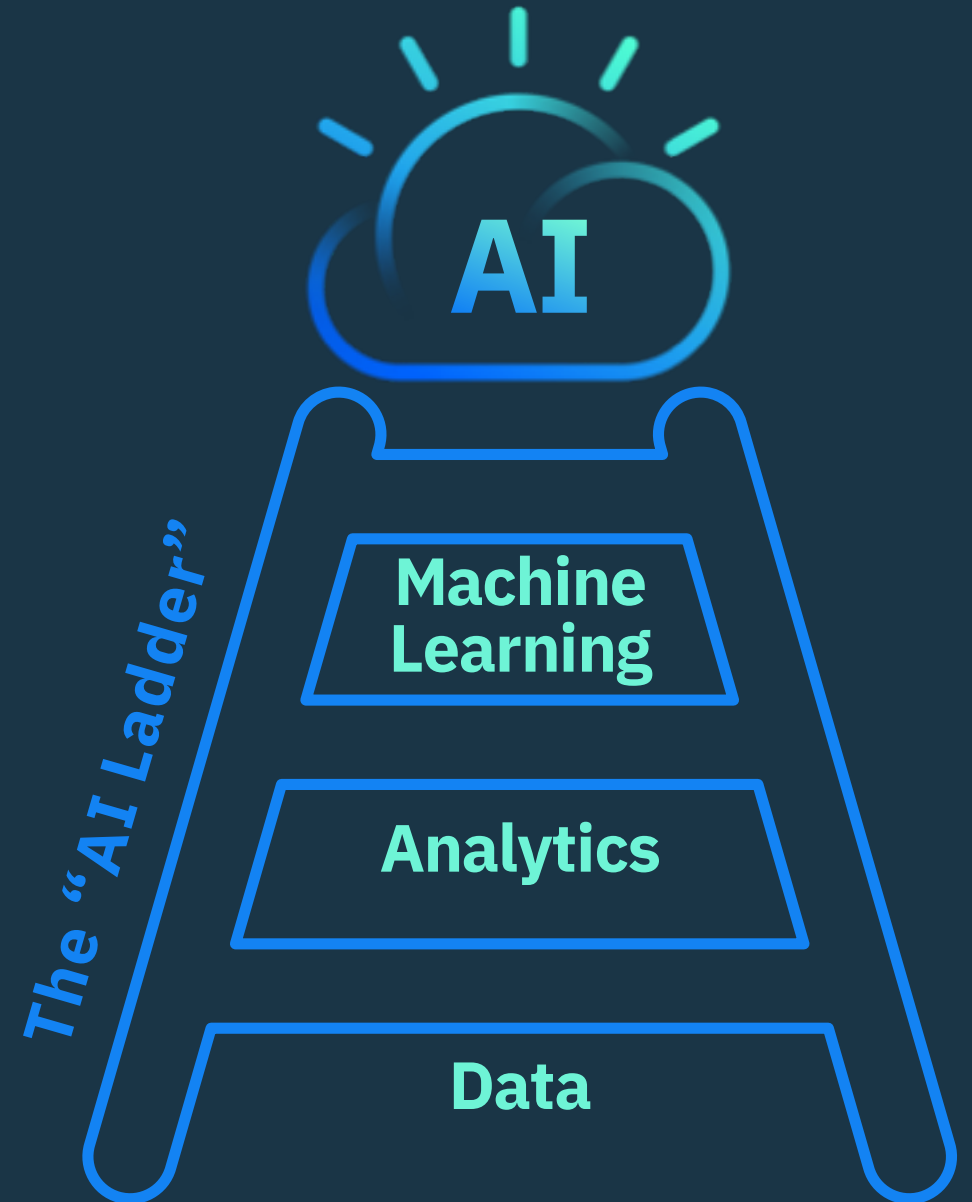 AI
The “AI Ladder”
Machine
Learning
Analytics
Data